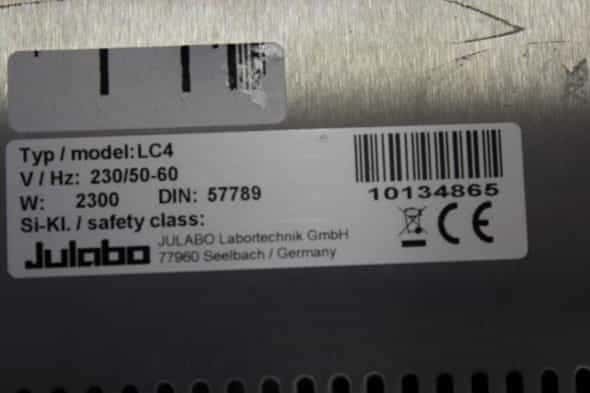 Typ / model:LC4
V / Hz: 230/50-60
W: 2300 DIN: 57789
Si-Kl. / safety class:
Julabo JULABO Labortechnik GmbH
77960 Seelbach / Germany
10134865
CE